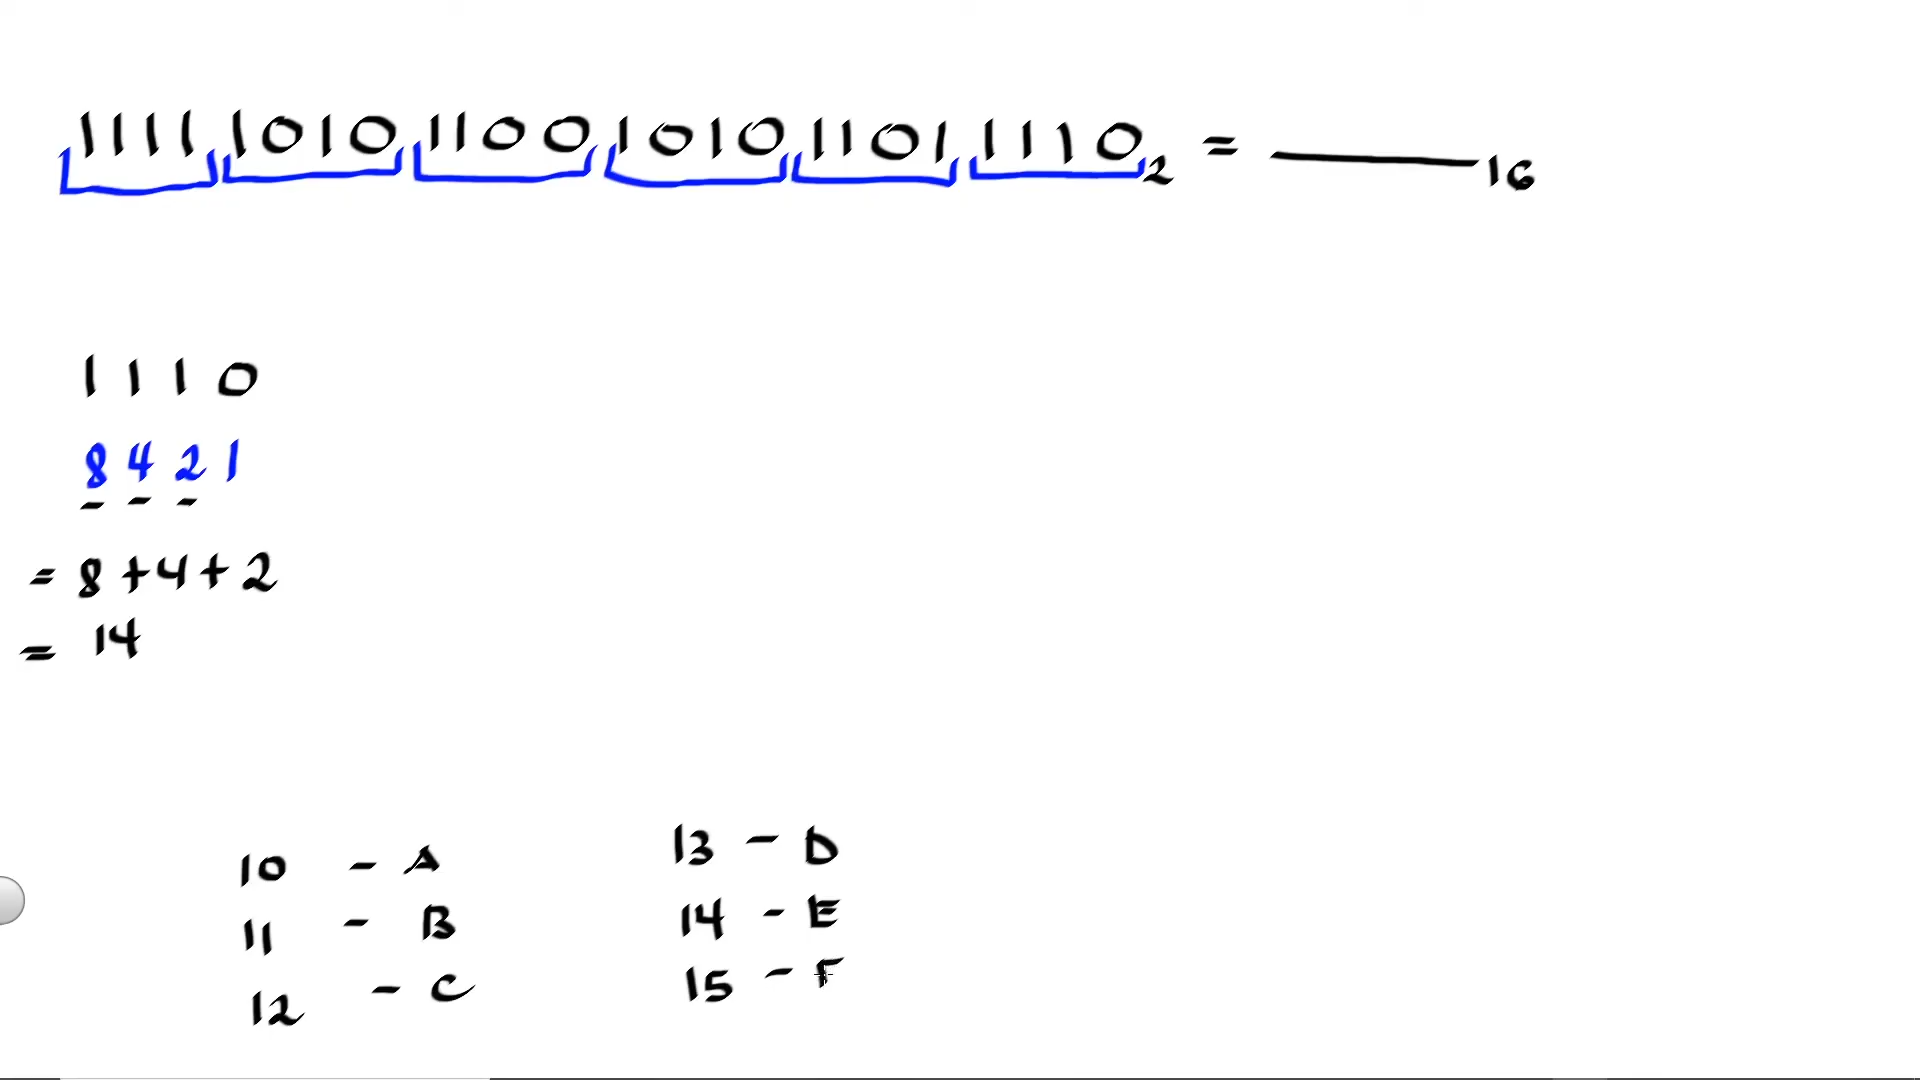 1111 1010 1100 1010 1101 1110₂ = ______₁₆
1 1 1 0
8 4 2 1
= 8 + 4 + 2
= 14
10 - A
11 - B
12 - C
13 - D
14 - E
15 - F